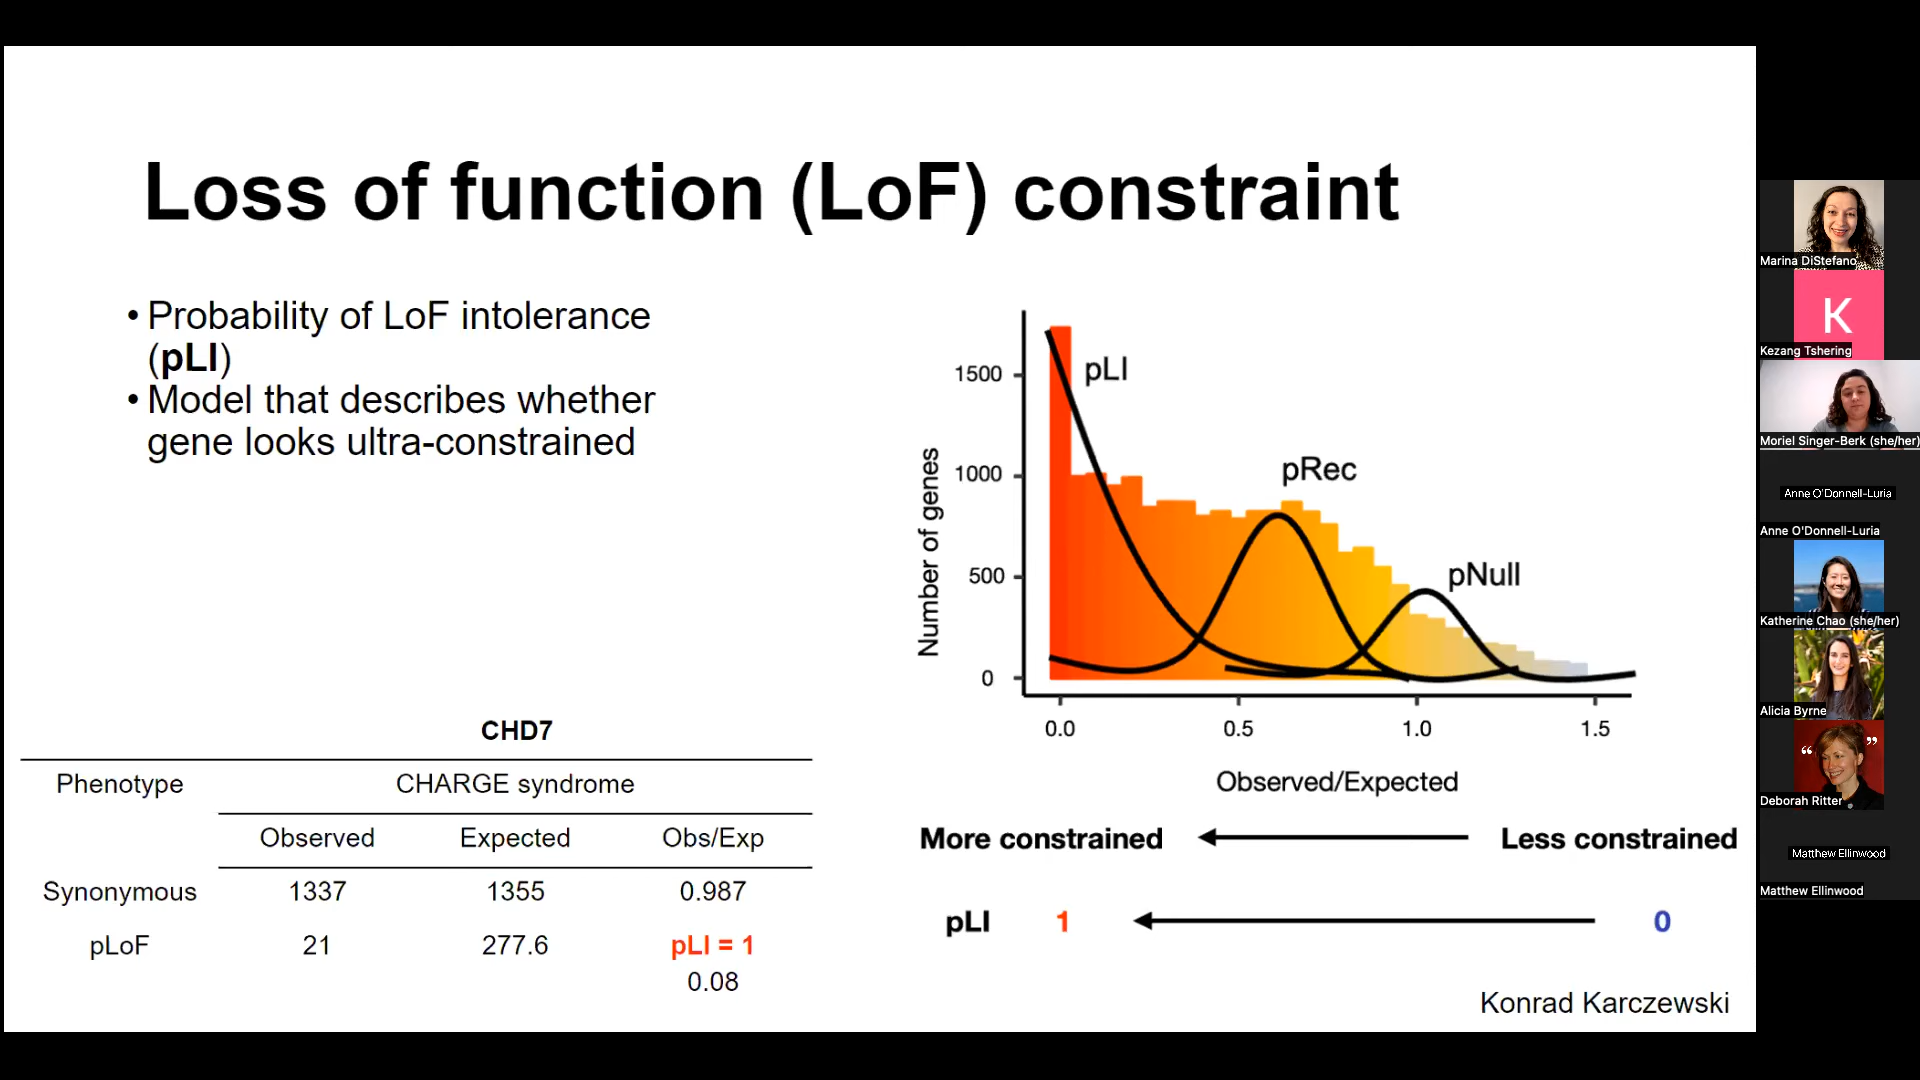 Loss of function (LoF) constraint
• Probability of LoF intolerance
(pLI)
• Model that describes whether
gene looks ultra-constrained
CHD7
Phenotype CHARGE syndrome
Observed Expected Obs/Exp
Synonymous 1337 1355 0.987
pLoF 21 277.6 pLI = 1
0.08
Number of genes
1500
1000
500
0
pLI
pRec
pNull
0.0 0.5 1.0 1.5
Observed/Expected
More constrained Less constrained
pLI 1 0
Konrad Karczewski
Marina DiStefano
K
Kezang Tshering
Moriel Singer-Berk (she/her)
Anne O'Donnell-Luria
Anne O'Donnell-Luria
Katherine Chao (she/her)
Alicia Byrne
“ ”
Deborah Ritter
Matthew Ellinwood
Matthew Ellinwood